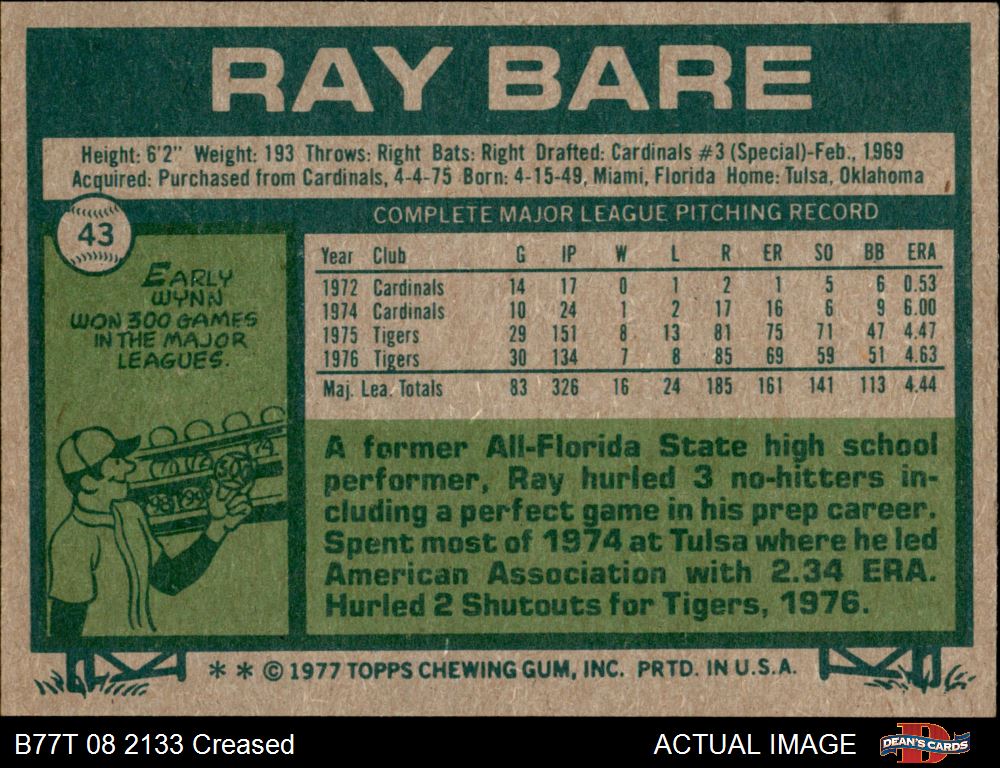 RAY BARE
Height: 6'2" Weight: 193 Throws: Right Bats: Right Drafted: Cardinals #3 (Special)-Feb., 1969
Acquired: Purchased from Cardinals, 4-4-75 Born: 4-15-49, Miami, Florida Home: Tulsa, Oklahoma
43
EARLY
WYNN
WON 300 GAMES
IN THE MAJOR
LEAGUES.
COMPLETE MAJOR LEAGUE PITCHING RECORD
Year Club G IP W L R ER SO BB ERA
1972 Cardinals 14 17 0 1 2 1 5 6 0.53
1974 Cardinals 10 24 1 2 17 16 6 9 6.00
1975 Tigers 29 151 8 13 81 75 71 47 4.47
1976 Tigers 30 134 7 8 85 69 59 51 4.63
Maj. Lea. Totals 83 326 16 24 185 161 141 113 4.44
A former All-Florida State high school
performer, Ray hurled 3 no-hitters in-
cluding a perfect game in his prep career.
Spent most of 1974 at Tulsa where he led
American Association with 2.34 ERA.
Hurled 2 Shutouts for Tigers, 1976.
* * © 1977 TOPPS CHEWING GUM, INC. PRTD. IN U.S.A.
B77T 08 2133 Creased
ACTUAL IMAGE
DEAN'S CARDS